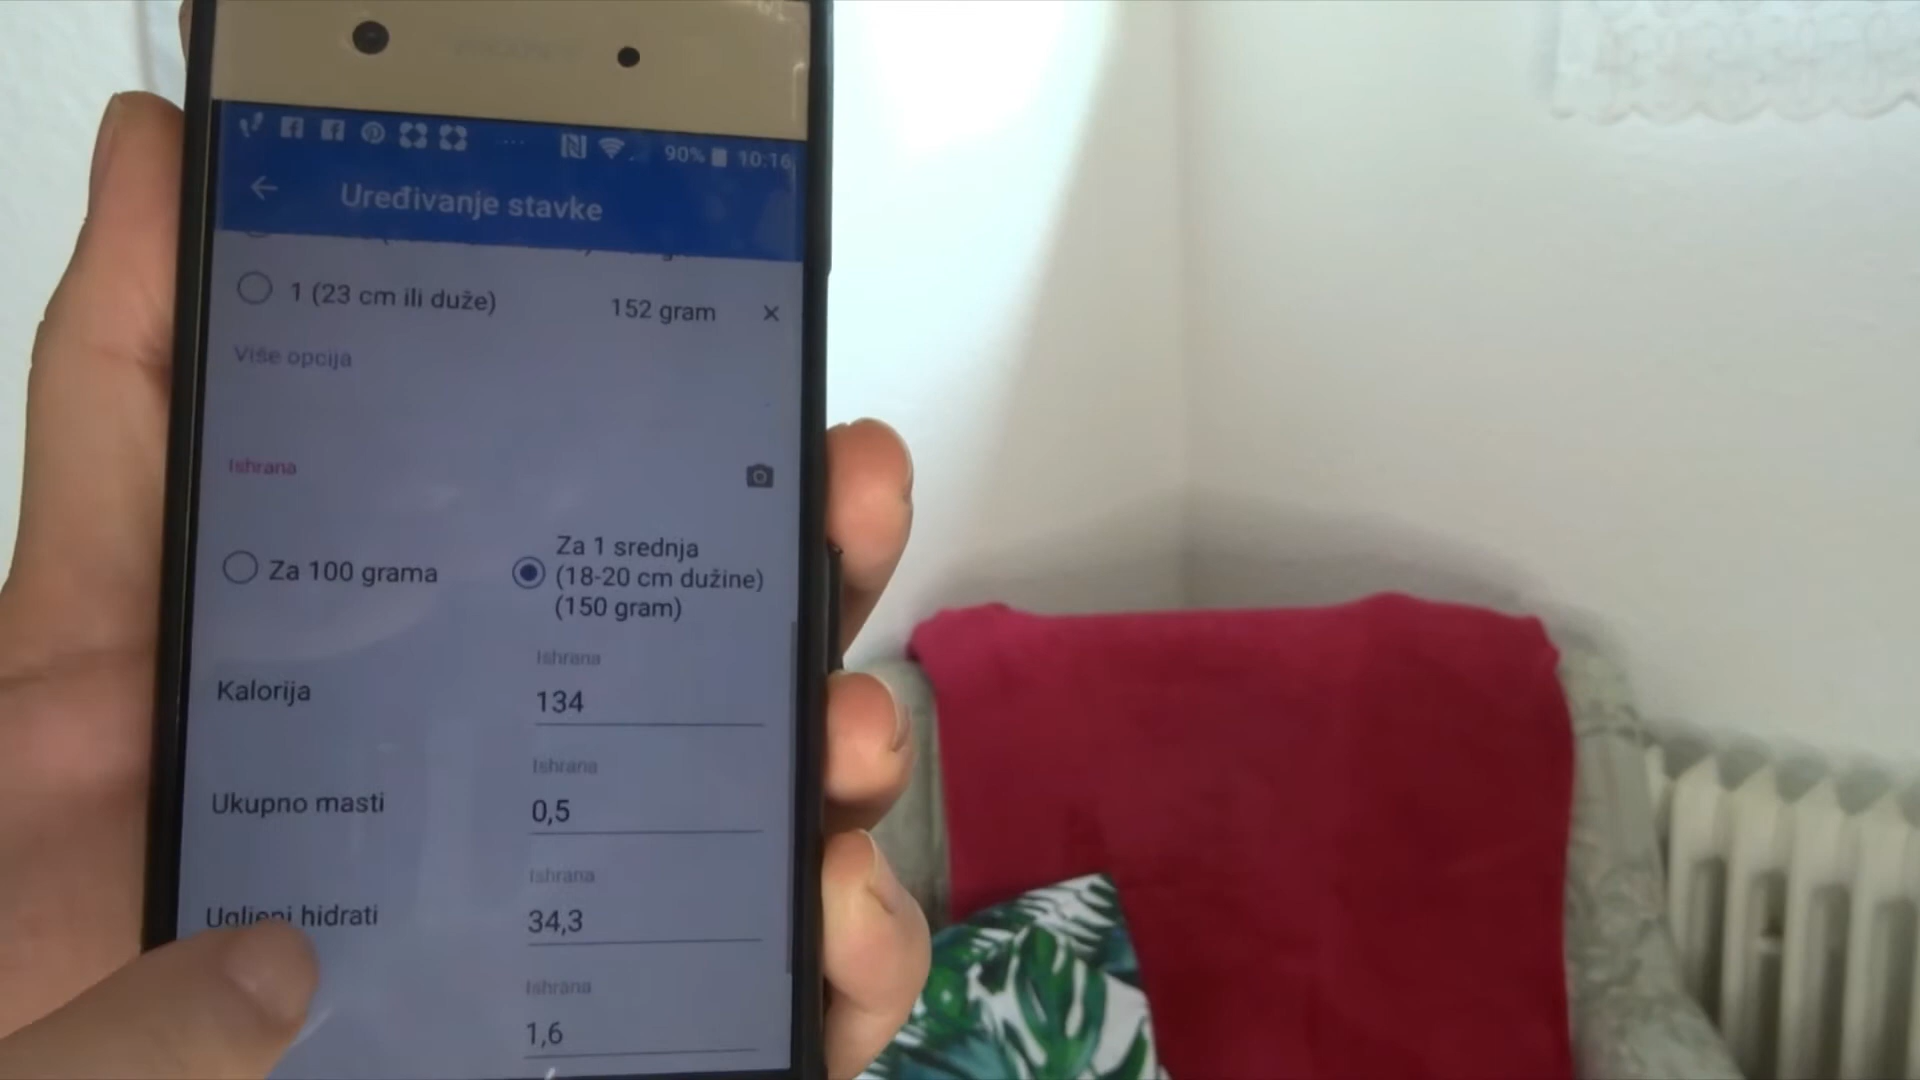 90% 10:16
Uređivanje stavke
1 (23 cm ili duže) 152 gram ×
Više opcija
Ishrana
Za 100 grama
Za 1 srednja
(18-20 cm dužine)
(150 gram)
Ishrana
Kalorija 134
Ishrana
Ukupno masti 0,5
Ishrana
Ugljeni hidrati 34,3
Ishrana
1,6